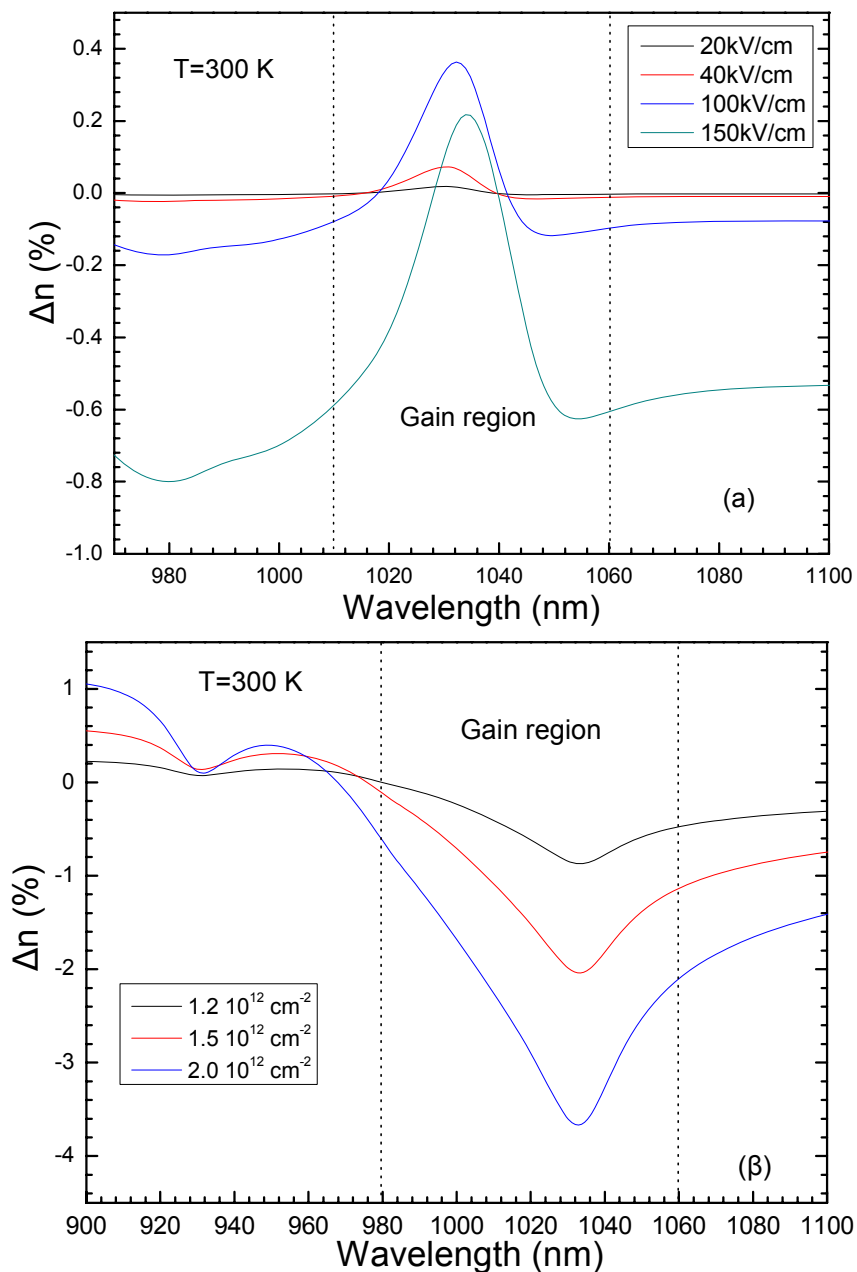 T=300 K
20kV/cm
40kV/cm
100kV/cm
150kV/cm
0.4
0.2
0.0
-0.2
-0.4
-0.6
-0.8
-1.0
Δn (%)
Gain region
(a)
980 1000 1020 1040 1060 1080 1100
Wavelength (nm)
T=300 K
Gain region
1
0
-1
-2
-3
-4
Δn (%)
1.2 10¹² cm⁻²
1.5 10¹² cm⁻²
2.0 10¹² cm⁻²
(β)
900 920 940 960 980 1000 1020 1040 1060 1080 1100
Wavelength (nm)